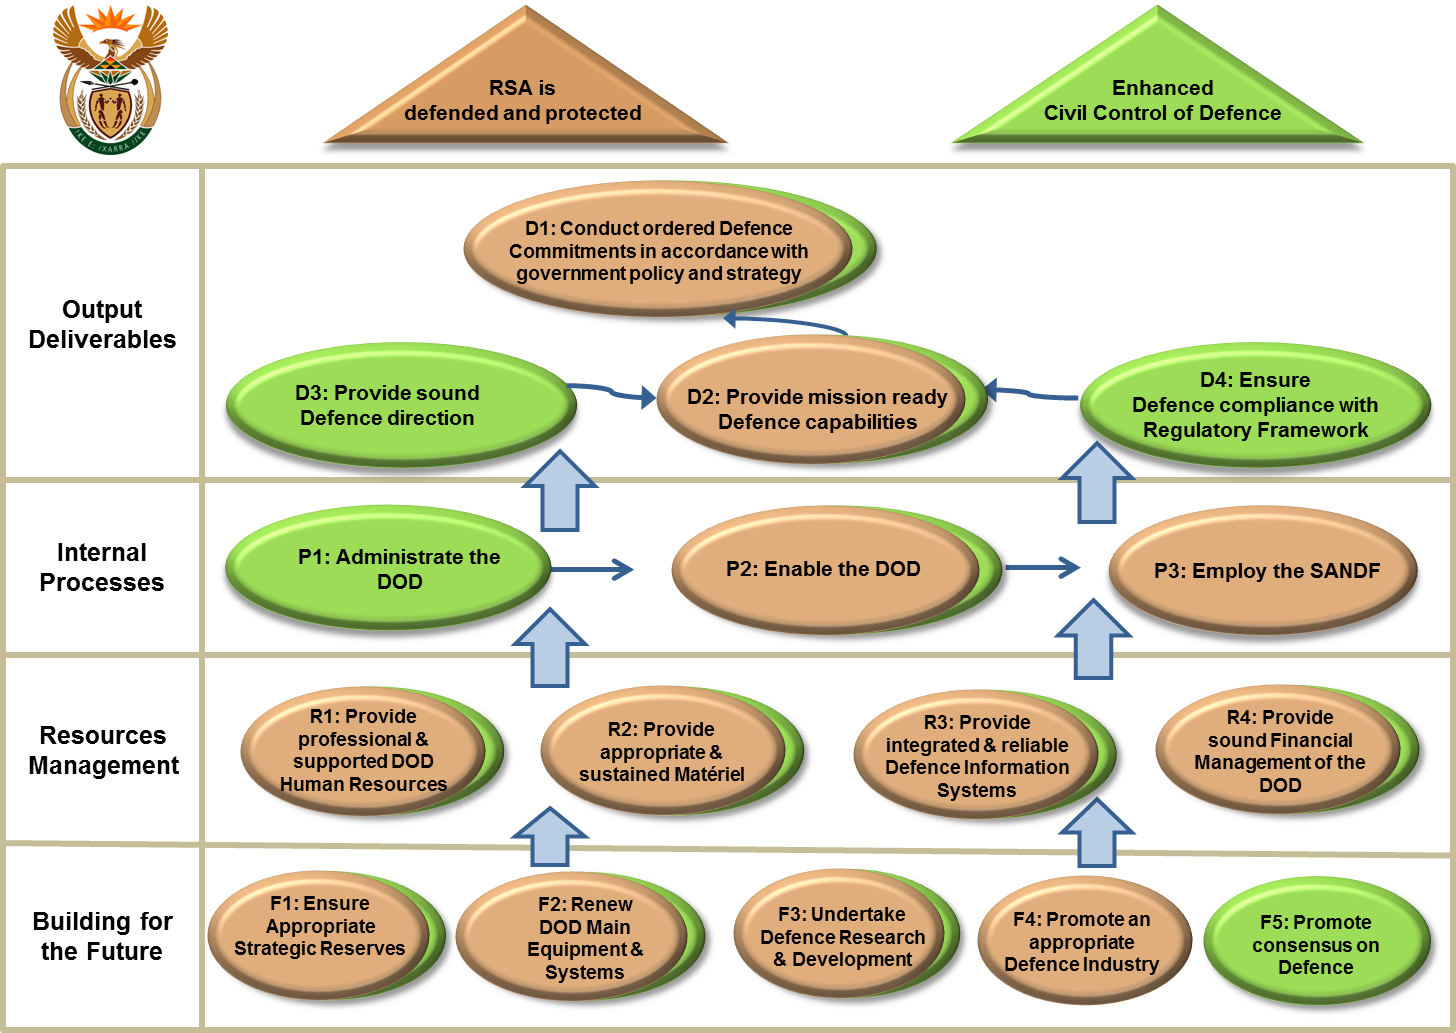 RSA is
defended and protected
Enhanced
Civil Control of Defence
Output
Deliverables
D1: Conduct ordered Defence
Commitments in accordance with
government policy and strategy
D3: Provide sound
Defence direction
D2: Provide mission ready
Defence capabilities
D4: Ensure
Defence compliance with
Regulatory Framework
Internal
Processes
P1: Administrate the
DOD
P2: Enable the DOD
P3: Employ the SANDF
Resources
Management
R1: Provide
professional &
supported DOD
Human Resources
R2: Provide
appropriate &
sustained Matériel
R3: Provide
integrated & reliable
Defence Information
Systems
R4: Provide
sound Financial
Management of the
DOD
Building for
the Future
F1: Ensure
Appropriate
Strategic Reserves
F2: Renew
DOD Main
Equipment &
Systems
F3: Undertake
Defence Research
& Development
F4: Promote an
appropriate
Defence Industry
F5: Promote
consensus on
Defence